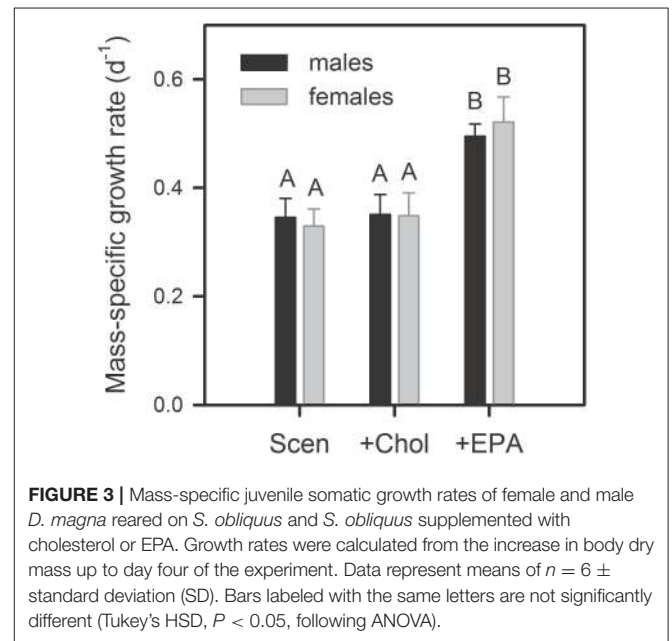 Mass-specific growth rate (d⁻¹)
0.6
0.4
0.2
0.0
males
females
A A A A B B
Scen +Chol +EPA
FIGURE 3 | Mass-specific juvenile somatic growth rates of female and male
D. magna reared on S. obliquus and S. obliquus supplemented with
cholesterol or EPA. Growth rates were calculated from the increase in body dry
mass up to day four of the experiment. Data represent means of n = 6 ±
standard deviation (SD). Bars labeled with the same letters are not significantly
different (Tukey's HSD, P < 0.05, following ANOVA).